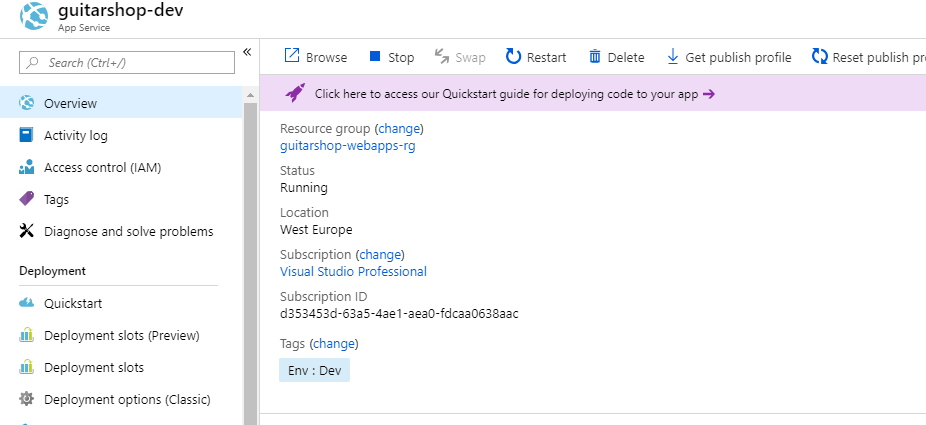 guitarshop-dev
App Service
«
Search (Ctrl+/)
Overview
Activity log
Access control (IAM)
Tags
Diagnose and solve problems
Deployment
Quickstart
Deployment slots (Preview)
Deployment slots
Deployment options (Classic)
Browse Stop Swap Restart Delete Get publish profile Reset publish pr
Click here to access our Quickstart guide for deploying code to your app →
Resource group (change)
guitarshop-webapps-rg
Status
Running
Location
West Europe
Subscription (change)
Visual Studio Professional
Subscription ID
d353453d-63a5-4ae1-aea0-fdcaa0638aac
Tags (change)
Env : Dev